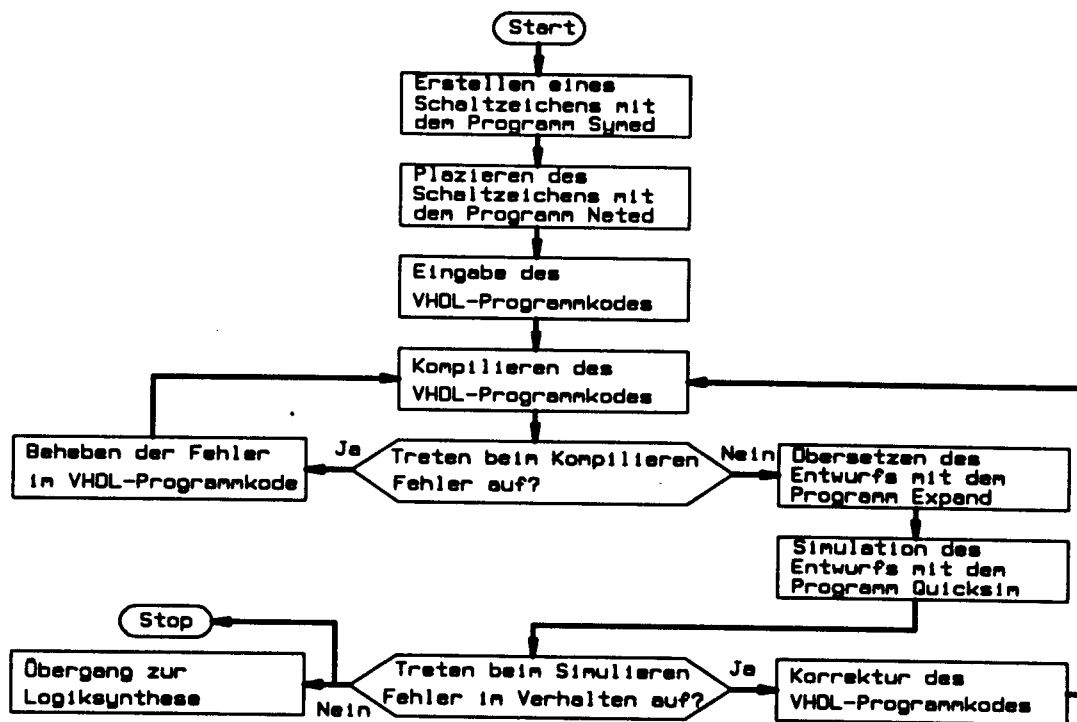 Start
Erstellen eines
Schaltzeichens mit
dem Programm Symed
Plazieren des
Schaltzeichens mit
dem Programm Neted
Eingabe des
VHDL-Programmkodes
Kompilieren des
VHDL-Programmkodes
Beheben der Fehler
im VHDL-Programmkode
Ja
Treten beim Kompilieren
Fehler auf?
Nein
Übersetzen des
Entwurfs mit dem
Programm Expand
Simulation des
Entwurfs mit dem
Programm Quicksim
Stop
Übergang zur
Logiksynthese
Nein
Treten beim Simulieren
Fehler im Verhalten auf?
Ja
Korrektur des
VHDL-Programmkodes